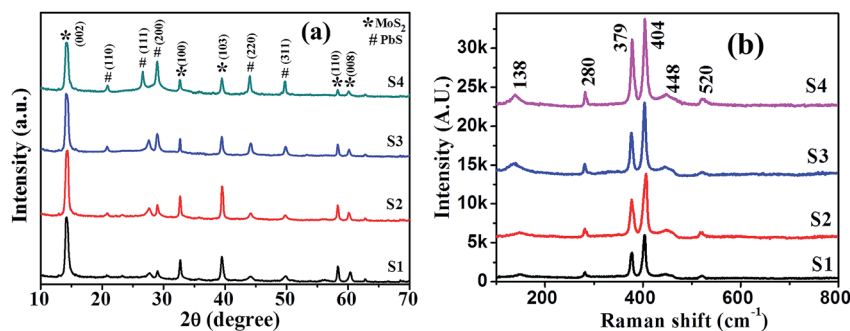 (a)
* MoS2
# PbS
* (002)
# (110)
# (111)
# (200)
*(100)
*(103)
# (220)
# (311)
*(110)
*(008)
S4
S3
S2
S1
Intensity (a.u.)
10 20 30 40 50 60 70
2θ (degree)
(b)
379
404
138
280
448
520
S4
S3
S2
S1
30k
25k
20k
15k
10k
5k
0
Intensity (A.U.)
200 400 600 800
Raman shift (cm-1)